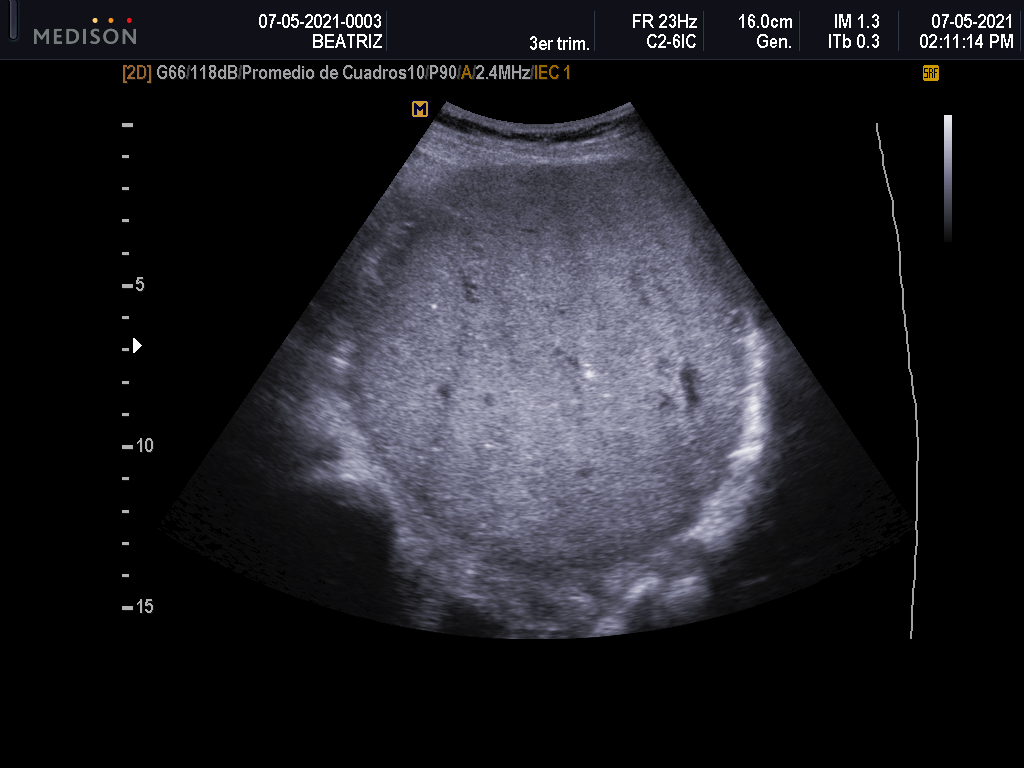 MEDISON
07-05-2021-0003
BEATRIZ
3er trim.
FR 23Hz
C2-6IC
16.0cm
Gen.
IM 1.3
ITb 0.3
07-05-2021
02:11:14 PM
[2D] G66/118dB/Promedio de Cuadros10/P90/A/2.4MHz/IEC 1
SRF
M
5
10
15